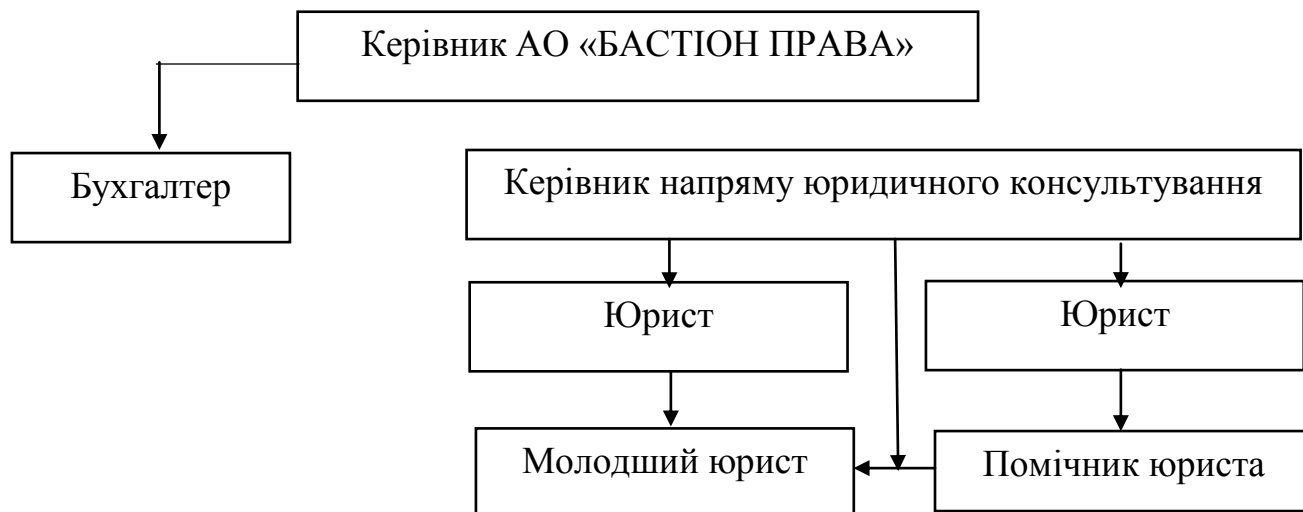 Керівник АО «БАСТІОН ПРАВА»
Бухгалтер
Керівник напряму юридичного консультування
Юрист
Юрист
Молодший юрист
Помічник юриста